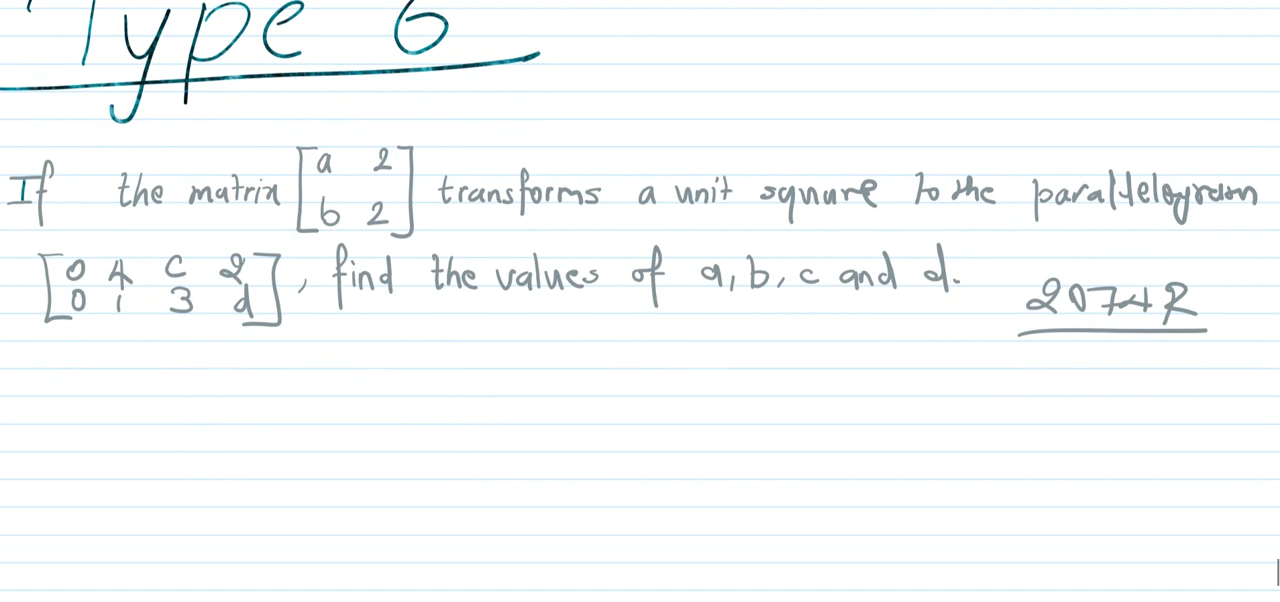 Type 6
If the matrix [a 2 transforms a unit square to the parallelogram
b 2]
[0 4 c 2
0 1 3 d], find the values of a, b, c and d.
2074 R